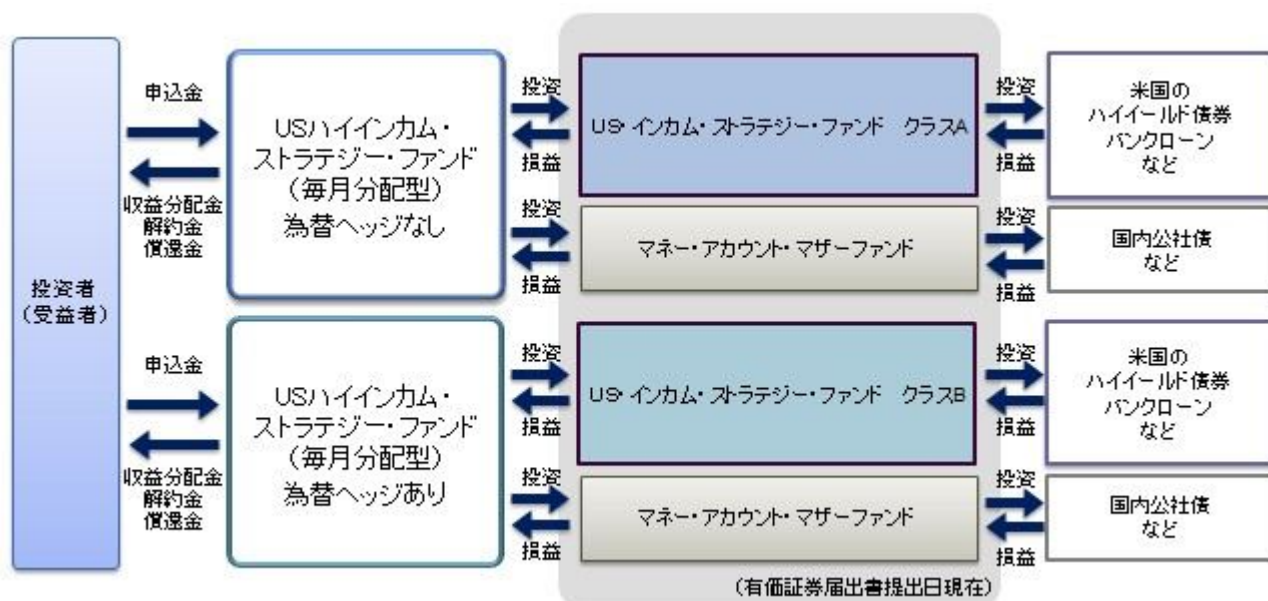 投資者
（受益者）
申込金
収益分配金
解約金
償還金
USハイインカム・
ストラテジー・ファンド
（毎月分配型）
為替ヘッジなし
投資
損益
US・インカム・ストラテジー・ファンド　クラスA
投資
損益
米国の
ハイイールド債券
バンクローン
など
投資
損益
マネー・アカウント・マザーファンド
投資
損益
国内公社債
など
申込金
収益分配金
解約金
償還金
USハイインカム・
ストラテジー・ファンド
（毎月分配型）
為替ヘッジあり
投資
損益
US・インカム・ストラテジー・ファンド　クラスB
投資
損益
米国の
ハイイールド債券
バンクローン
など
投資
損益
マネー・アカウント・マザーファンド
投資
損益
国内公社債
など
（有価証券届出書提出日現在）